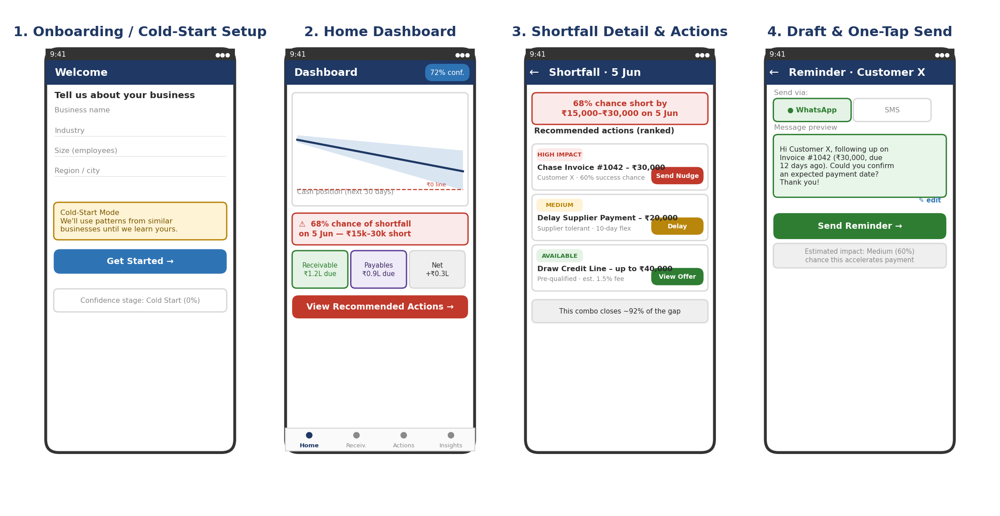 1. Onboarding / Cold-Start Setup
9:41
●●●
Welcome
Tell us about your business
Business name
Industry
Size (employees)
Region / city
Cold-Start Mode
We'll use patterns from similar
businesses until we learn yours.
Get Started →
Confidence stage: Cold Start (0%)
2. Home Dashboard
9:41
●●●
Dashboard
72% conf.
₹0 line
Cash position (next 30 days)
⚠ 68% chance of shortfall
on 5 Jun — ₹15k–30k short
Receivable
₹1.2L due
Payables
₹0.9L due
Net
+₹0.3L
View Recommended Actions →
Home
Receiv.
Actions
Insights
3. Shortfall Detail & Actions
9:41
●●●
← Shortfall · 5 Jun
68% chance short by
₹15,000–₹30,000 on 5 Jun
Recommended actions (ranked)
HIGH IMPACT
Chase Invoice #1042 – ₹30,000
Customer X · 60% success chance
Send Nudge
MEDIUM
Delay Supplier Payment – ₹20,000
Supplier tolerant · 10-day flex
Delay
AVAILABLE
Draw Credit Line – up to ₹40,000
Pre-qualified · est. 1.5% fee
View Offer
This combo closes ~92% of the gap
4. Draft & One-Tap Send
9:41
●●●
← Reminder · Customer X
Send via:
● WhatsApp
SMS
Message preview
Hi Customer X, following up on
Invoice #1042 (₹30,000, due
12 days ago). Could you confirm
an expected payment date?
Thank you!
✎ edit
Send Reminder →
Estimated impact: Medium (60%)
chance this accelerates payment